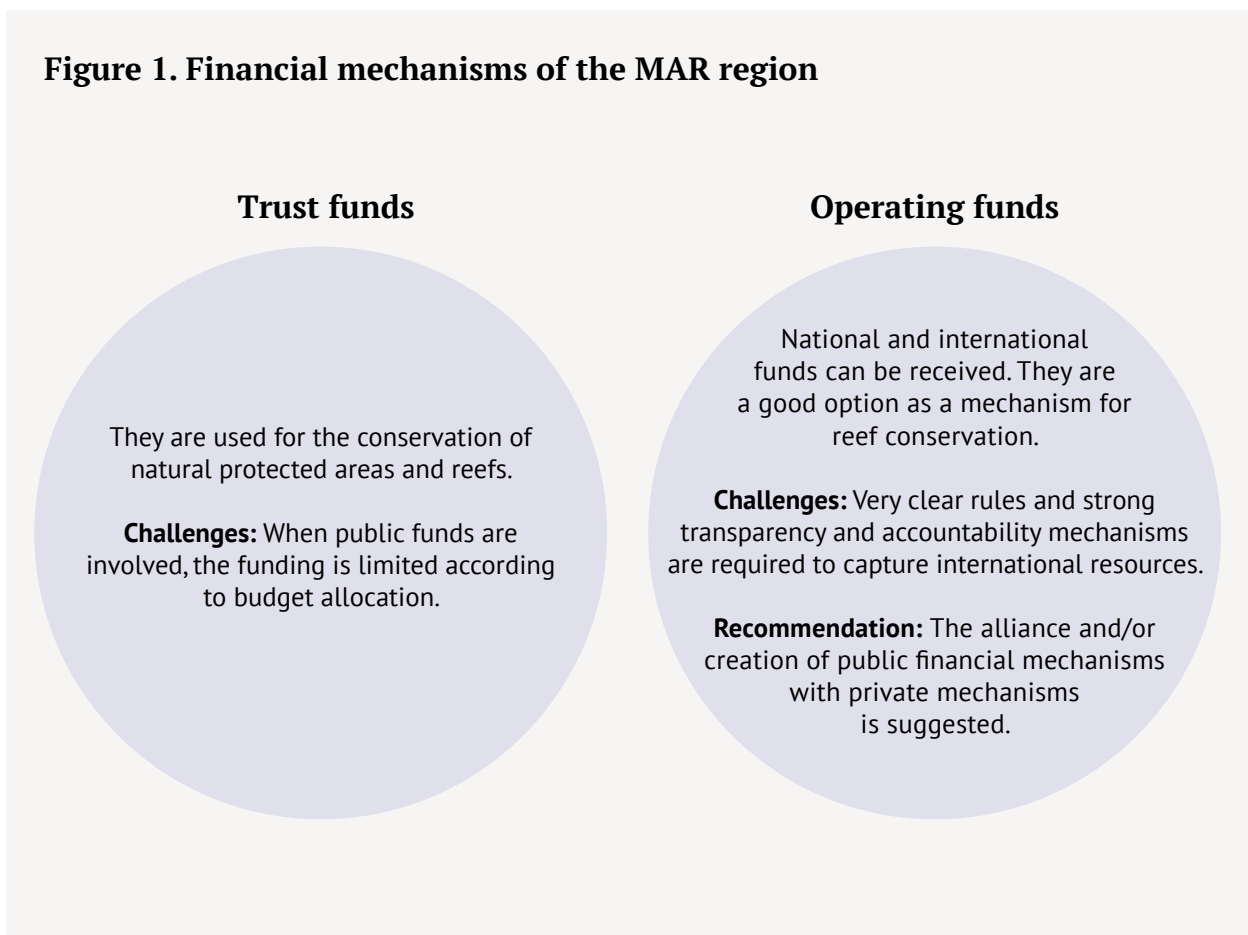 Figure 1. Financial mechanisms of the MAR region
Trust funds
They are used for the conservation of
natural protected areas and reefs.
Challenges: When public funds are
involved, the funding is limited according
to budget allocation.
Operating funds
National and international
funds can be received. They are
a good option as a mechanism for
reef conservation.
Challenges: Very clear rules and strong
transparency and accountability mechanisms
are required to capture international resources.
Recommendation: The alliance and/or
creation of public financial mechanisms
with private mechanisms
is suggested.